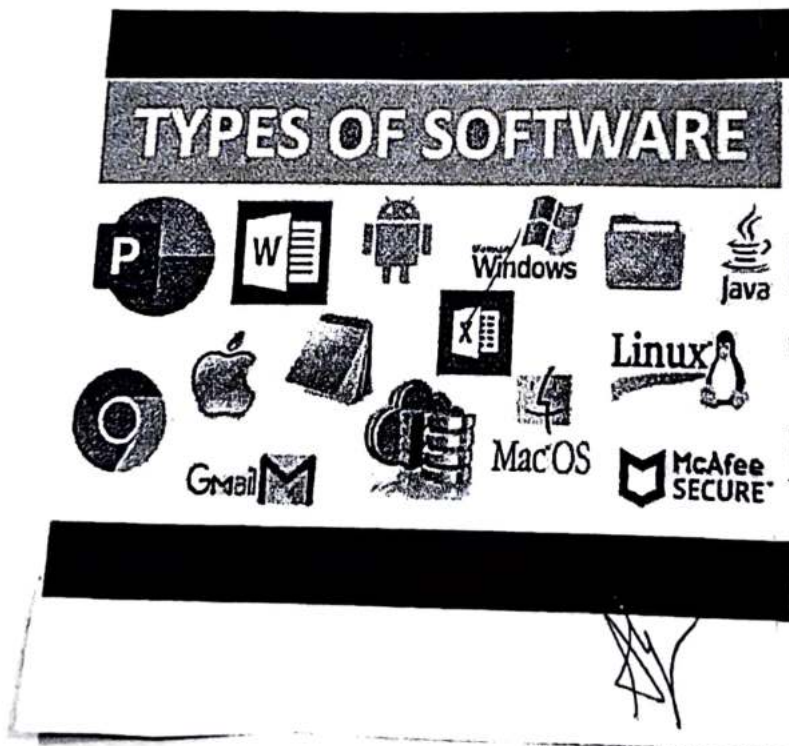 TYPES OF SOFTWARE
P
W
Windows
Java
X
Linux
Gmail
Mac OS
McAfee
SECURE